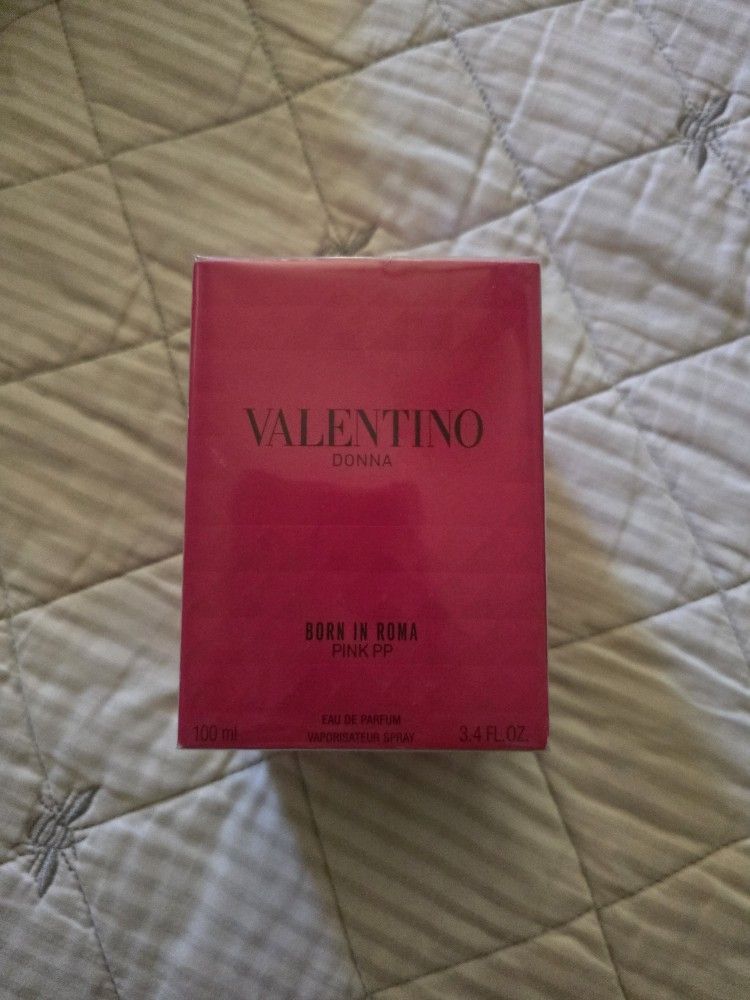 VALENTINO
DONNA
BORN IN ROMA
PINK PP
EAU DE PARFUM
100 ml VAPORISATEUR SPRAY 3.4 FL.OZ.